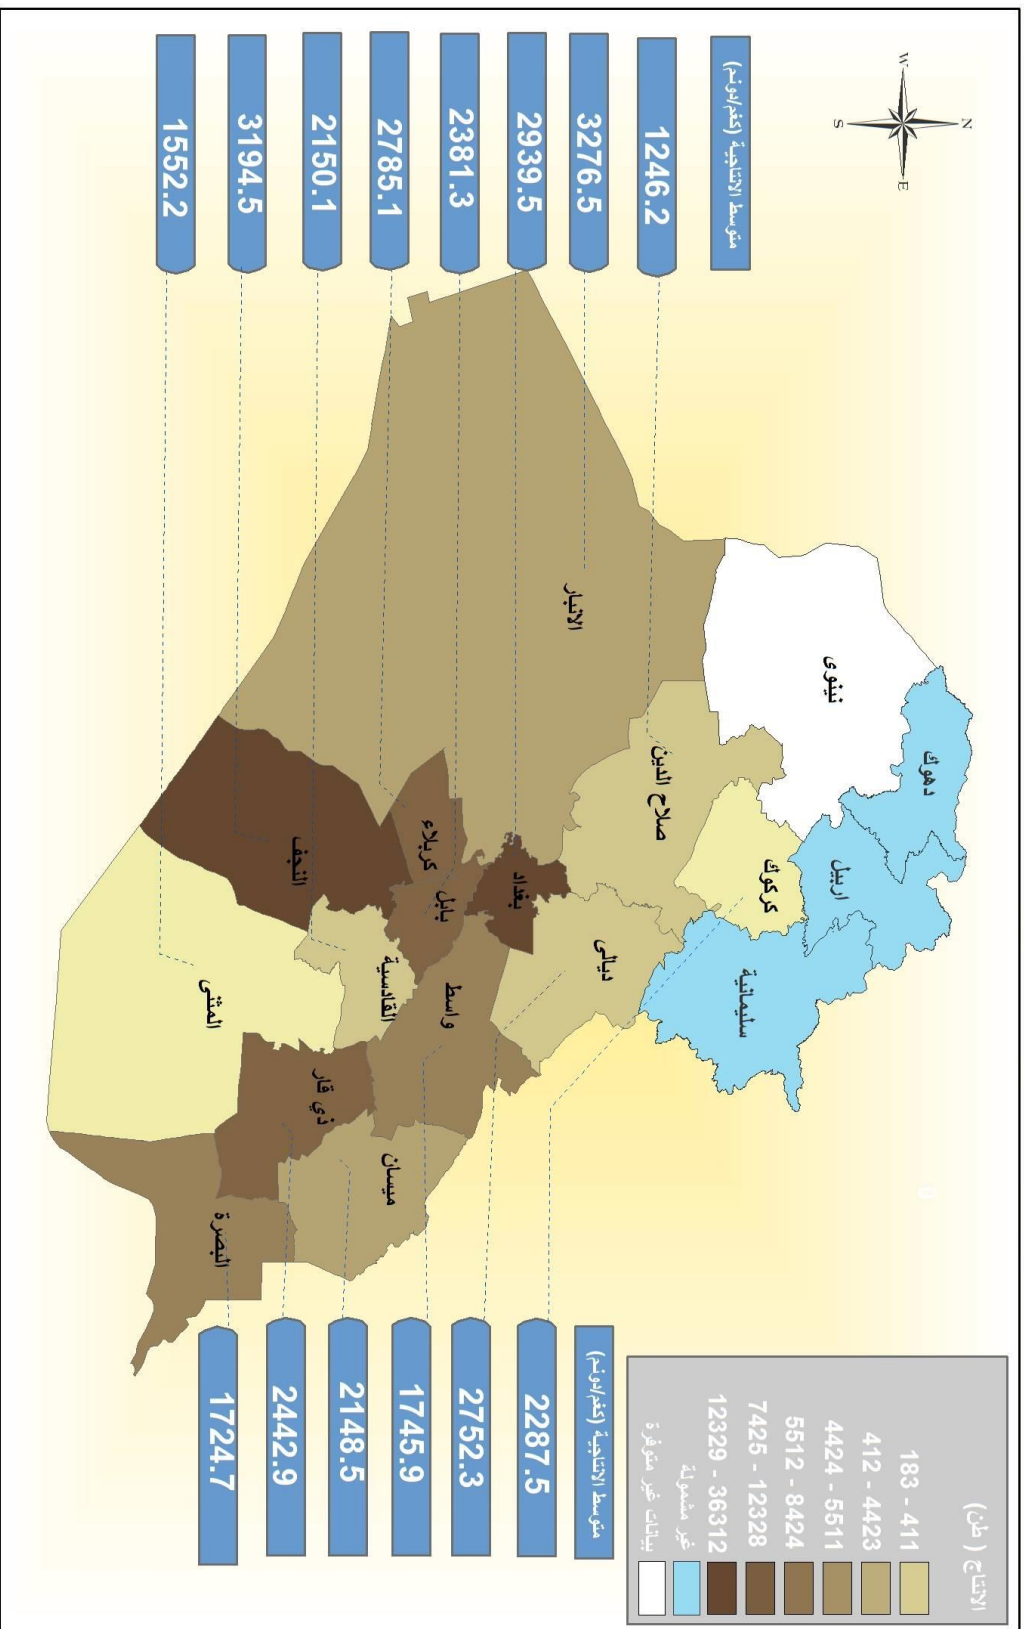 N
W
E
S
متوسط الانتاجية (كغم/دونم)
1246.2
3276.5
2939.5
2381.3
2785.1
2150.1
3194.5
1552.2
دهوك
نينوى
اربيل
سليمانية
كركوك
صلاح الدين
الانبار
ديالى
بغداد
كربلاء
بابل
واسط
النجف
القادسية
ميسان
ذي قار
المثنى
البصرة
0
الانتاج ( طن)
183 - 411
412 - 4423
4424 - 5511
5512 - 8424
7425 - 12328
12329 - 36312
غير مشمولة
بيانات غير متوفرة
متوسط الانتاجية (كغم/دونم)
2287.5
2752.3
1745.9
2148.5
2442.9
1724.7